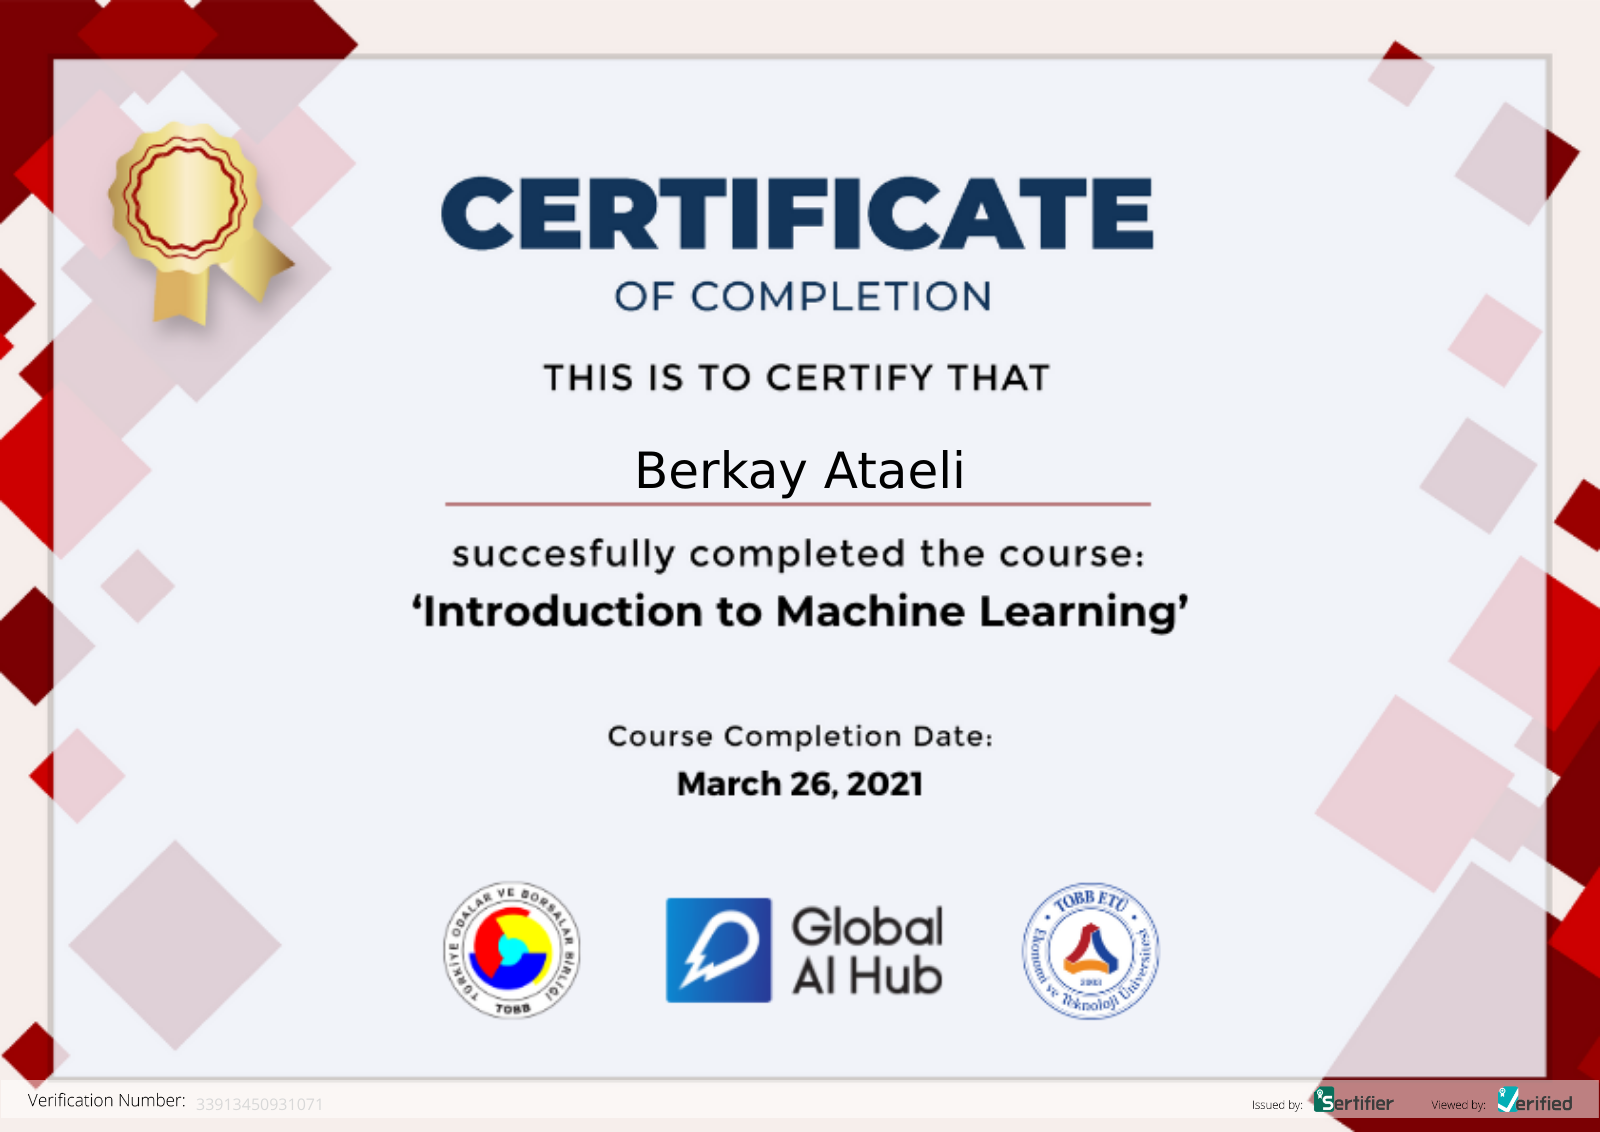 CERTIFICATE
OF COMPLETION
THIS IS TO CERTIFY THAT
Berkay Ataeli
succesfully completed the course:
‘Introduction to Machine Learning’
Course Completion Date:
March 26, 2021
TÜRKİYE ODALAR VE BORSALAR BİRLİĞİ
TOBB
Global
AI Hub
TOBB ETÜ
Ekonomi ve Teknoloji Üniversitesi
2003
Verification Number: 33913450931071
Issued by: Sertifier
Viewed by: Verified